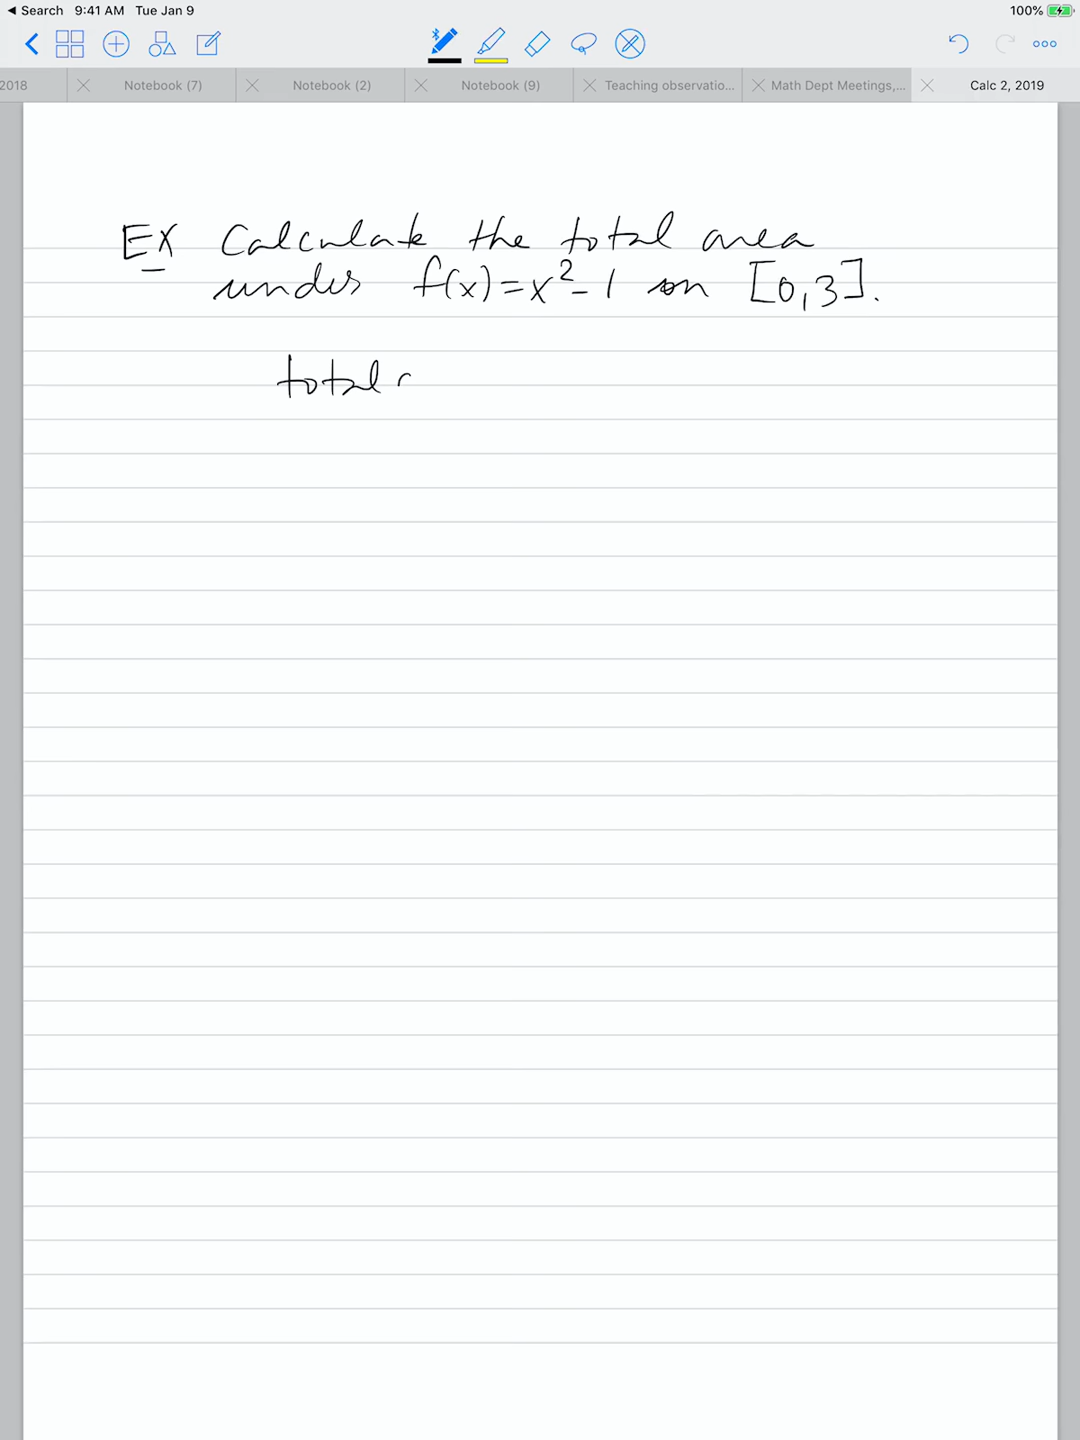 Search 9:41 AM Tue Jan 9 100%
2018 Notebook (7) Notebook (2) Notebook (9) Teaching observatio... Math Dept Meetings,... Calc 2, 2019
EX Calculate the total area
under f(x)=x²-1 on [0,3].
total